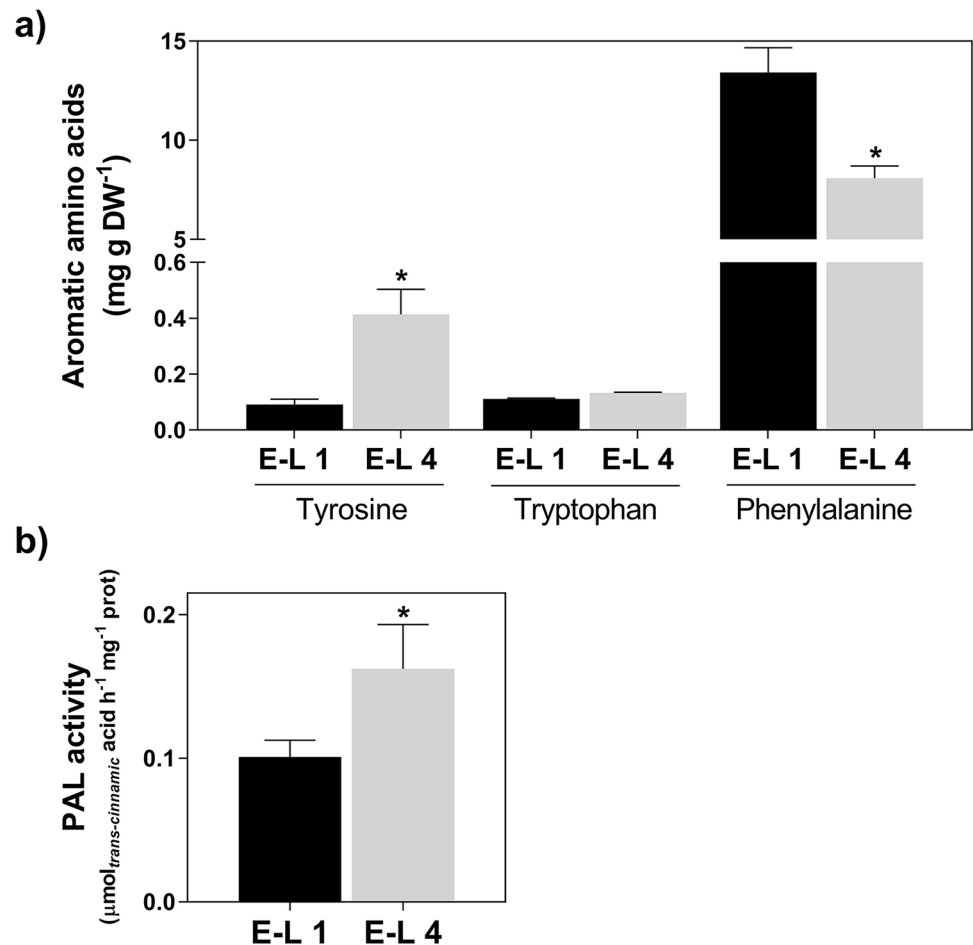 a)
Aromatic amino acids
(mg g DW⁻¹)
15
10
5
0.6
0.4
0.2
0.0
*
*
E-L 1 E-L 4 E-L 1 E-L 4 E-L 1 E-L 4
Tyrosine Tryptophan Phenylalanine
b)
PAL activity
(μmol trans-cinnamic acid h⁻¹ mg⁻¹ prot)
0.2
0.1
0.0
*
E-L 1 E-L 4